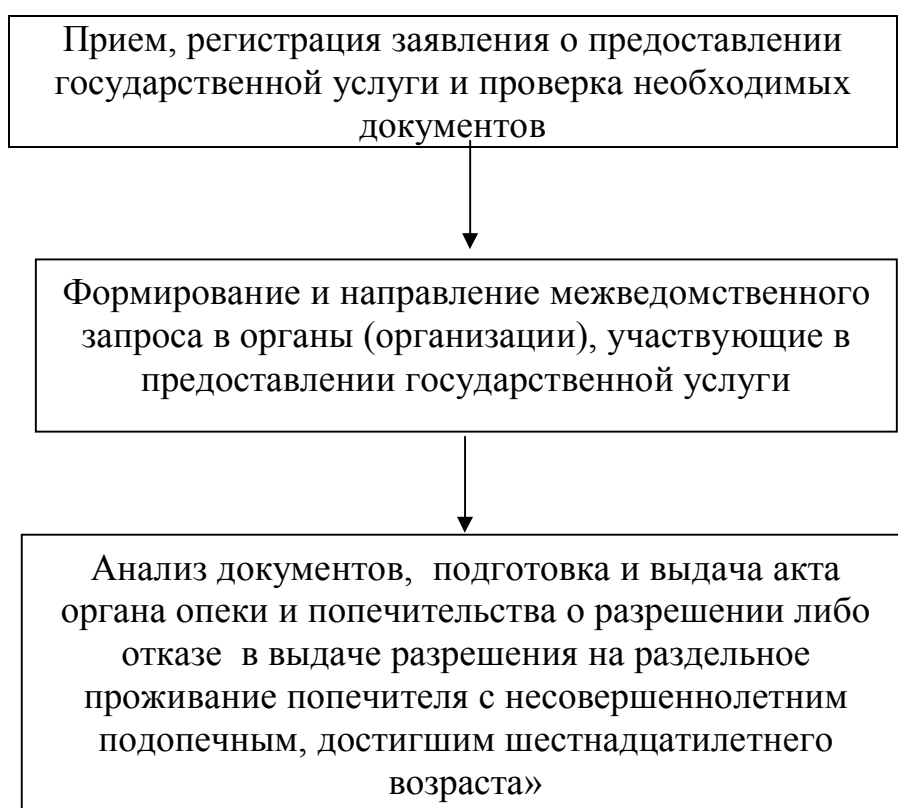 Прием, регистрация заявления о предоставлении
государственной услуги и проверка необходимых
документов
Формирование и направление межведомственного
запроса в органы (организации), участвующие в
предоставлении государственной услуги
Анализ документов, подготовка и выдача акта
органа опеки и попечительства о разрешении либо
отказе в выдаче разрешения на раздельное
проживание попечителя с несовершеннолетним
подопечным, достигшим шестнадцатилетнего
возраста»